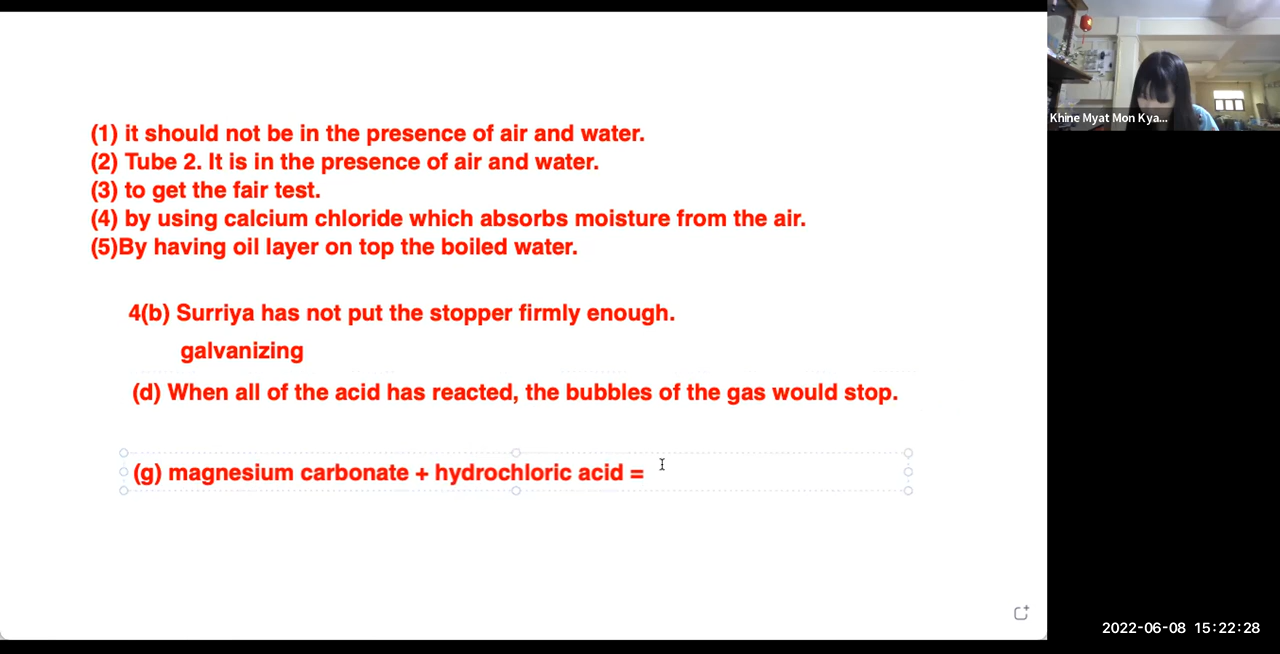 (1) it should not be in the presence of air and water.
(2) Tube 2. It is in the presence of air and water.
(3) to get the fair test.
(4) by using calcium chloride which absorbs moisture from the air.
(5)By having oil layer on top the boiled water.
4(b) Surriya has not put the stopper firmly enough.
galvanizing
(d) When all of the acid has reacted, the bubbles of the gas would stop.
(g) magnesium carbonate + hydrochloric acid =
Khine Myat Mon Kya...
2022-06-08 15:22:28